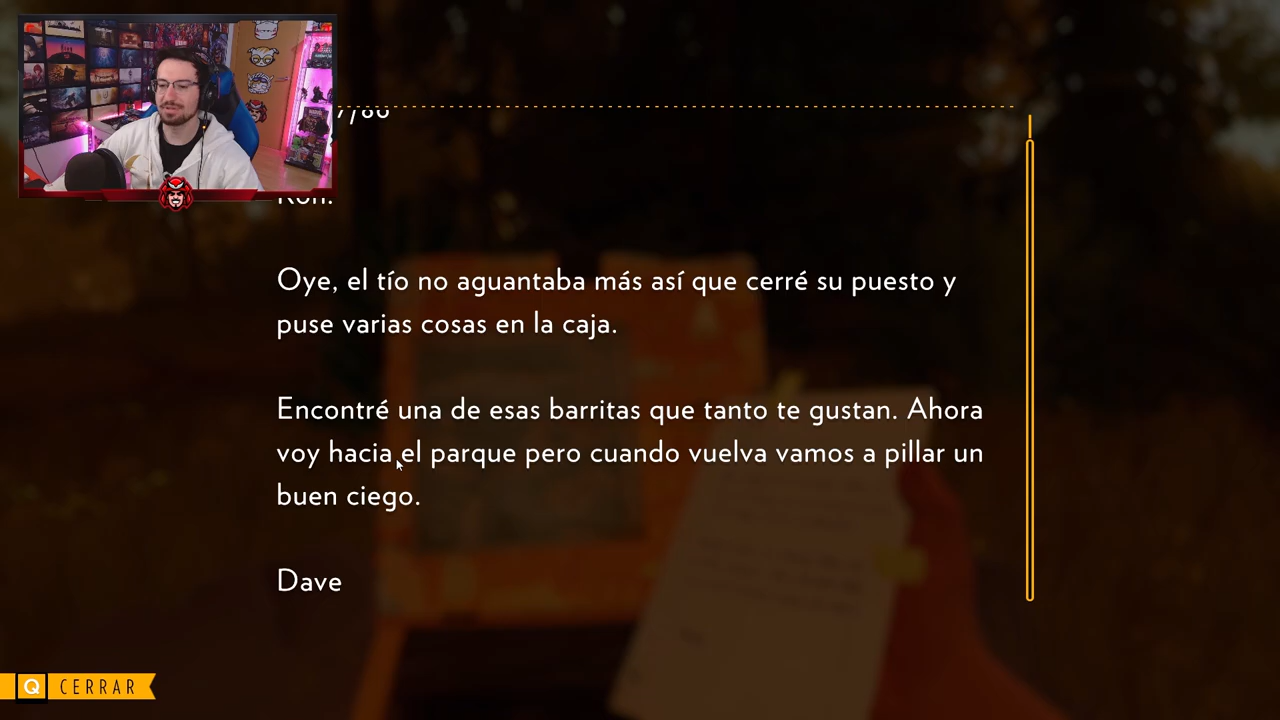 Ron:
Oye, el tío no aguantaba más así que cerré su puesto y
puse varias cosas en la caja.
Encontré una de esas barritas que tanto te gustan. Ahora
voy hacia el parque pero cuando vuelva vamos a pillar un
buen ciego.
Dave
Q CERRAR